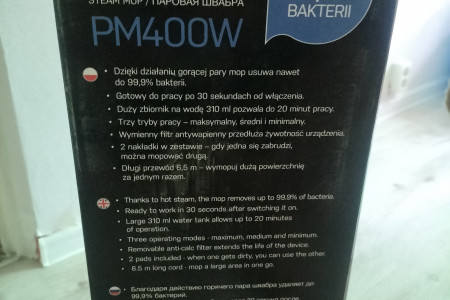 STEAM MOP / ПАРОВАЯ ШВАБРА
BAKTERII
PM400W
• Dzięki działaniu gorącej pary mop usuwa nawet
do 99,9% bakterii.
• Gotowy do pracy po 30 sekundach od włączenia.
• Duży zbiornik na wodę 310 ml pozwala do 20 minut pracy.
• Trzy tryby pracy – maksymalny, średni i minimalny.
• Wymienny filtr antywapienny przedłuża żywotność urządzenia.
• 2 nakładki w zestawie – gdy jedna się zabrudzi,
można mopować drugą.
• Długi przewód 6,5 m – wymopuj dużą powierzchnię
za jednym razem.
• Thanks to hot steam, the mop removes up to 99.9% of bacteria.
• Ready to work in 30 seconds after switching it on.
• Large 310 ml water tank allows up to 20 minutes
of operation.
• Three operating modes - maximum, medium and minimum.
• Removable anti-calc filter extends the life of the device.
• 2 pads included - when one gets dirty, you can use the other.
• 6.5 m long cord - mop a large area in one go.
• Благодаря действию горячего пара швабра удаляет до
99,9% бактерий.